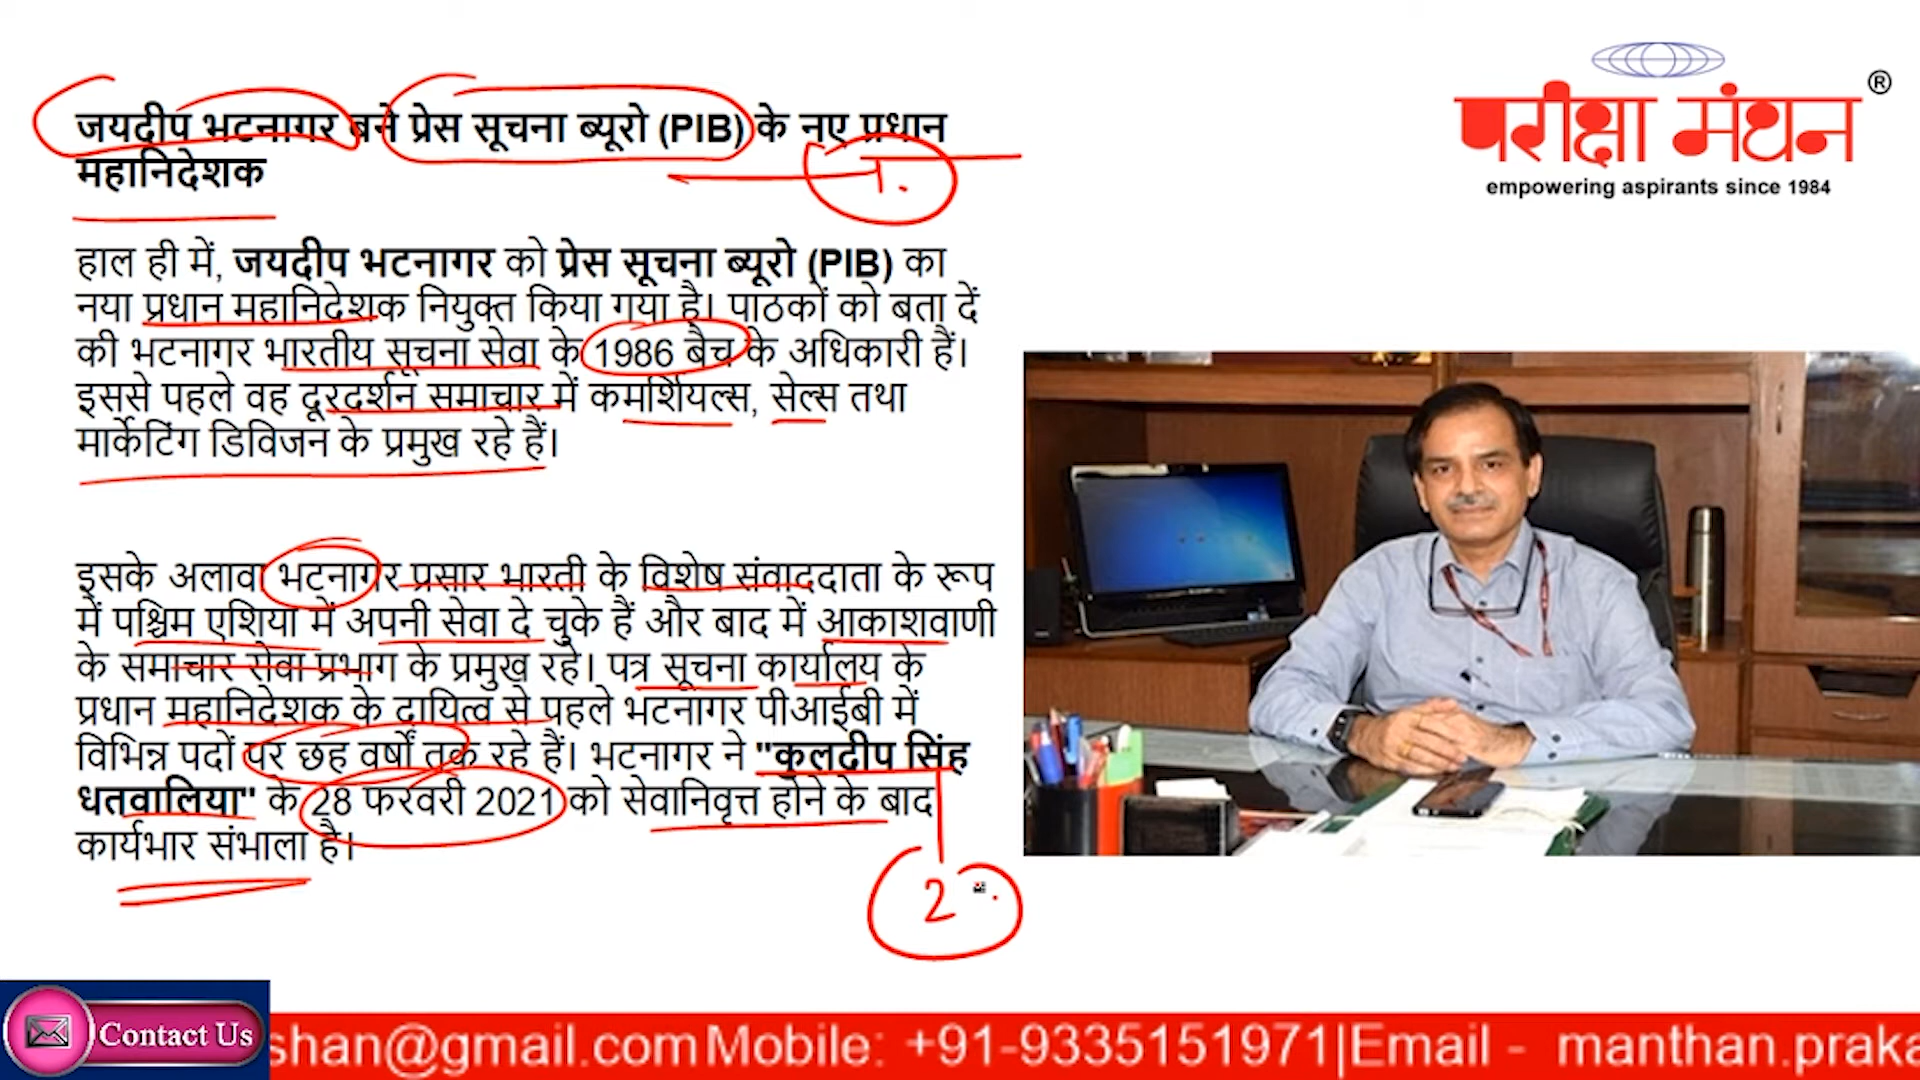 जयदीप भटनागर बने प्रेस सूचना ब्यूरो (PIB) के नए प्रधान
महानिदेशक
1.
हाल ही में, जयदीप भटनागर को प्रेस सूचना ब्यूरो (PIB) का
नया प्रधान महानिदेशक नियुक्त किया गया है। पाठकों को बता दें
की भटनागर भारतीय सूचना सेवा के 1986 बैच के अधिकारी हैं।
इससे पहले वह दूरदर्शन समाचार में कमर्शियल्स, सेल्स तथा
मार्केटिंग डिविजन के प्रमुख रहे हैं।
इसके अलावा भटनागर प्रसार भारती के विशेष संवाददाता के रूप
में पश्चिम एशिया में अपनी सेवा दे चुके हैं और बाद में आकाशवाणी
के समाचार सेवा प्रभाग के प्रमुख रहे। पत्र सूचना कार्यालय के
प्रधान महानिदेशक के दायित्व से पहले भटनागर पीआईबी में
विभिन्न पदों पर छह वर्षों तक रहे हैं। भटनागर ने "कुलदीप सिंह
धतवालिया" के 28 फरवरी 2021 को सेवानिवृत्त होने के बाद
कार्यभार संभाला है।
2
परीक्षा मंथन ®
empowering aspirants since 1984
Contact Us
shan@gmail.com Mobile: +91-9335151971|Email - manthan.praka